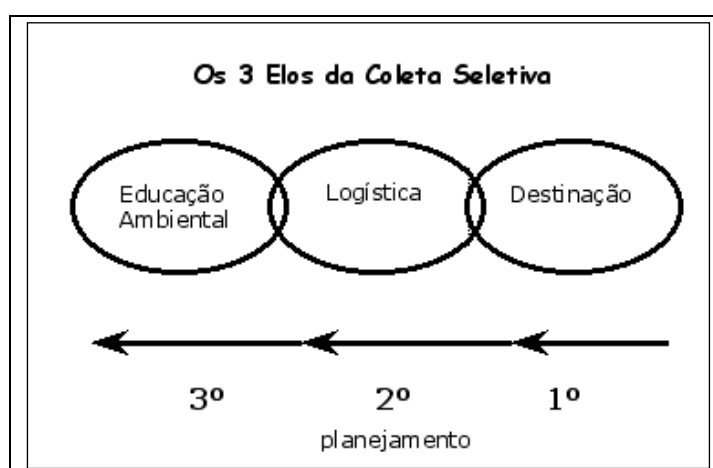 Os 3 Elos da Coleta Seletiva
Educação
Ambiental
Logística
Destinação
3º 2º 1º
planejamento